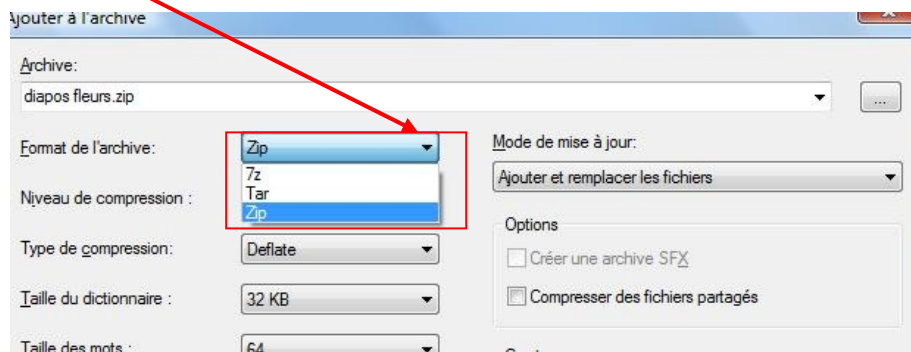 Ajouter à l'archive
Archive:
diapos fleurs.zip
...
Format de l'archive:
Zip
7z
Tar
Zip
Niveau de compression :
Type de compression:
Deflate
Taille du dictionnaire :
32 KB
Taille des mots :
64
Mode de mise à jour:
Ajouter et remplacer les fichiers
Options
Créer une archive SFX
Compresser des fichiers partagés